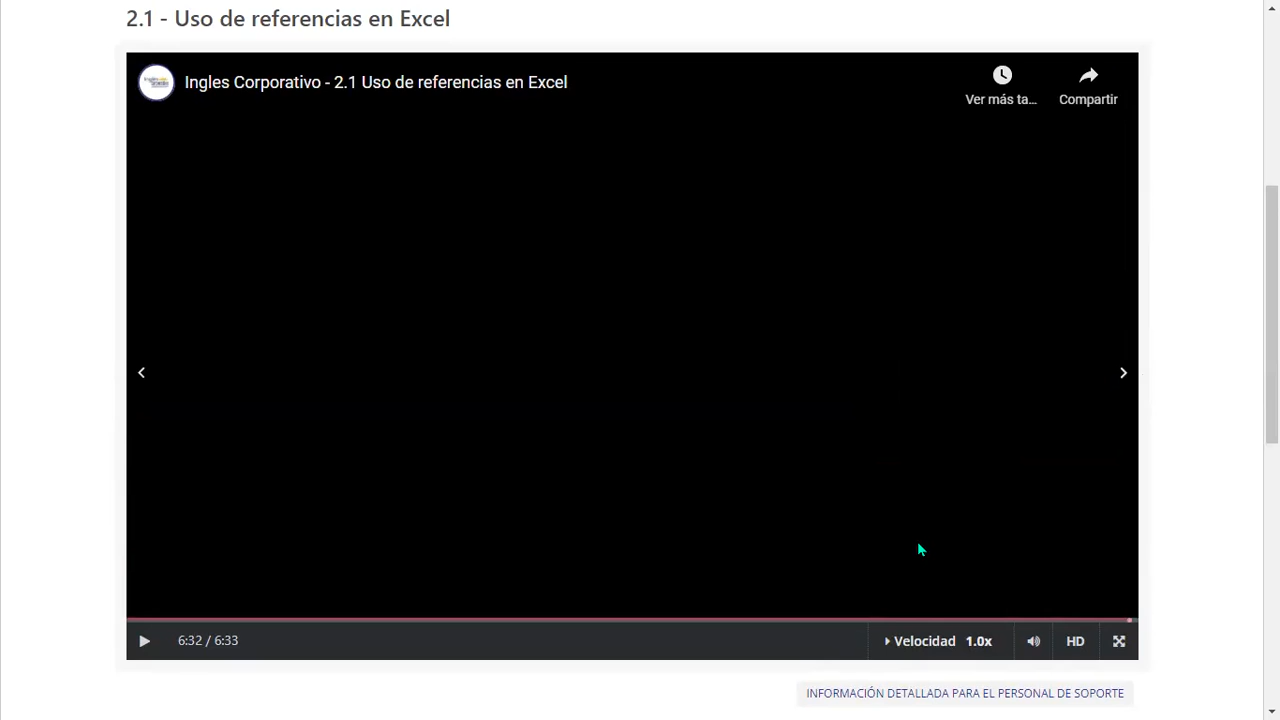 2.1 - Uso de referencias en Excel
Ingles Corporativo - 2.1 Uso de referencias en Excel
Ver más ta...
Compartir
6:32 / 6:33
Velocidad 1.0x
HD
INFORMACIÓN DETALLADA PARA EL PERSONAL DE SOPORTE